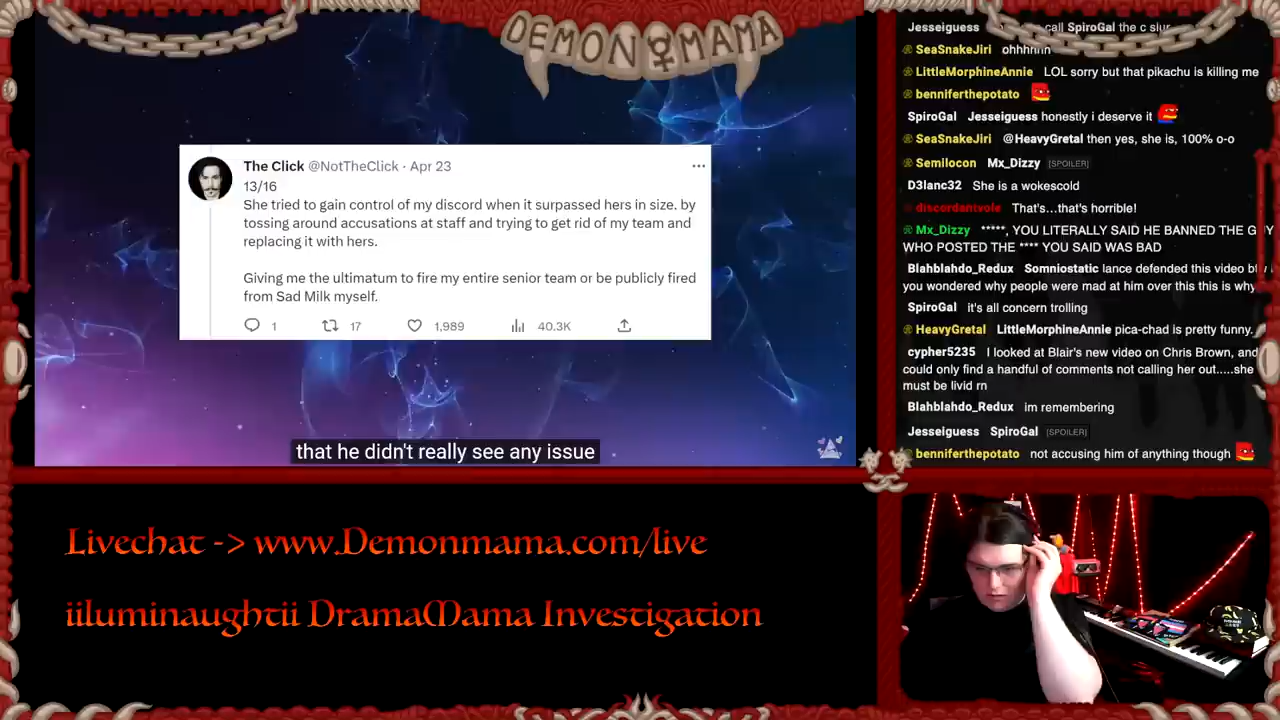 DEMON MAMA
The Click @NotTheClick · Apr 23
13/16
She tried to gain control of my discord when it surpassed hers in size. by
tossing around accusations at staff and trying to get rid of my team and
replacing it with hers.
Giving me the ultimatum to fire my entire senior team or be publicly fired
from Sad Milk myself.
1 17 1,989 40.3K
that he didn't really see any issue
Livechat -> www.Demonmama.com/live
iiluminaughtii DramaMama Investigation
Jesseiguess call SpiroGal the c slur
SeaSnakeJiri ohhhhnn
LittleMorphineAnnie LOL sorry but that pikachu is killing me
benniferthepotato
SpiroGal Jesseiguess honestly i deserve it
SeaSnakeJiri @HeavyGretal then yes, she is, 100% o-o
Semilocon Mx_Dizzy [SPOILER]
D3lanc32 She is a wokescold
discordantvole That's...that's horrible!
Mx_Dizzy *****, YOU LITERALLY SAID HE BANNED THE GUY
WHO POSTED THE **** YOU SAID WAS BAD
Blahblahdo_Redux Somniostatic lance defended this video btw
you wondered why people were mad at him over this this is why
SpiroGal it's all concern trolling
HeavyGretal LittleMorphineAnnie pica-chad is pretty funny.
cypher5235 I looked at Blair's new video on Chris Brown, and
could only find a handful of comments not calling her out.....she
must be livid rn
Blahblahdo_Redux im remembering
Jesseiguess SpiroGal [SPOILER]
benniferthepotato not accusing him of anything though